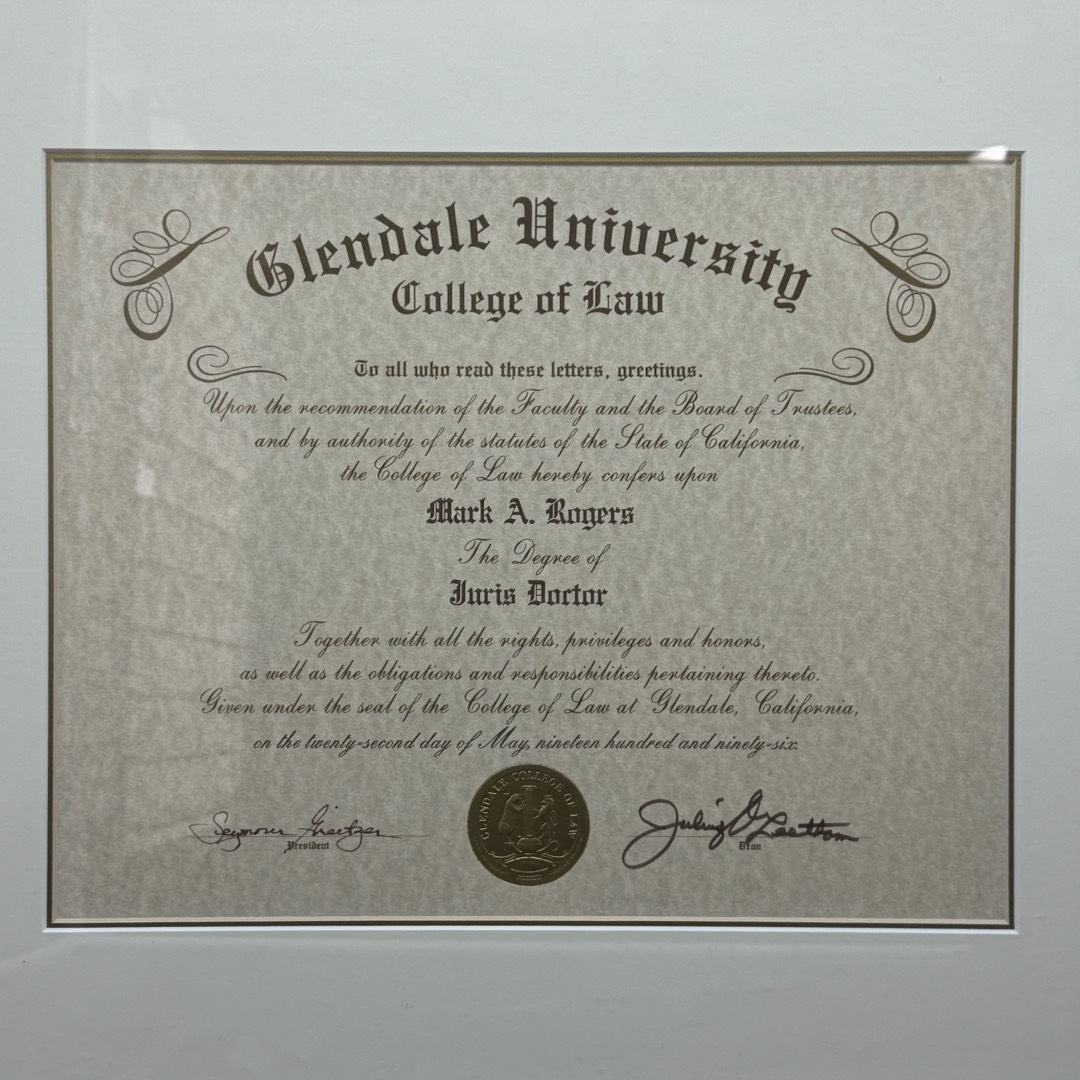 Glendale University
College of Law
To all who read these letters, greetings.
Upon the recommendation of the Faculty and the Board of Trustees,
and by authority of the statutes of the State of California,
the College of Law hereby confers upon
Mark A. Rogers
The Degree of
Juris Doctor
Together with all the rights, privileges and honors,
as well as the obligations and responsibilities pertaining thereto.
Given under the seal of the College of Law at Glendale, California,
on the twenty-second day of May, nineteen hundred and ninety-six.
GLENDALE COLLEGE OF LAW
Seymour
President
Dean